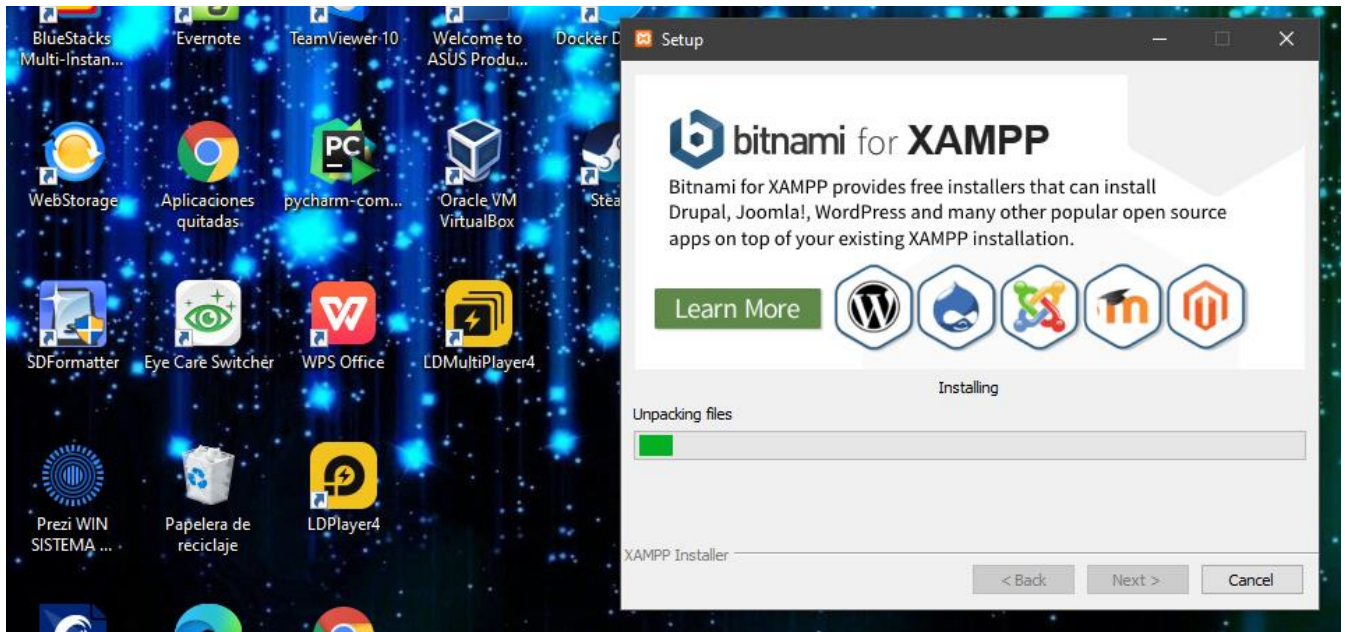 BlueStacks
Multi-Instan...
Evernote
TeamViewer 10
Welcome to
ASUS Produ...
Docker D
WebStorage
Aplicaciones
quitadas
PC
pycharm-com...
Oracle VM
VirtualBox
Stea
SDFormatter
Eye Care Switcher
WPS Office
LDMultiPlayer4
Prezi WIN
SISTEMA ...
Papelera de
reciclaje
LDPlayer4
Setup
bitnami for XAMPP
Bitnami for XAMPP provides free installers that can install
Drupal, Joomla!, WordPress and many other popular open source
apps on top of your existing XAMPP installation.
Learn More
Installing
Unpacking files
XAMPP Installer
< Back
Next >
Cancel